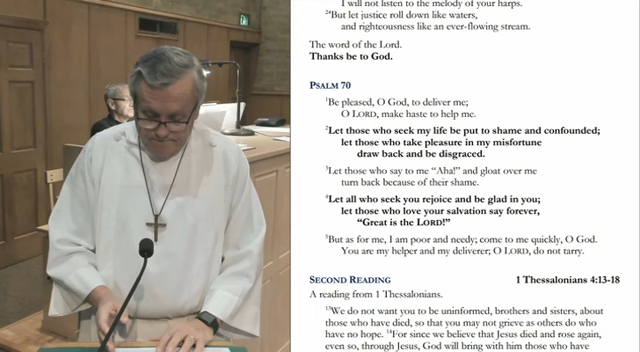 I will not listen to the melody of your harps.
24But let justice roll down like waters,
and righteousness like an ever-flowing stream.
The word of the Lord.
Thanks be to God.
PSALM 70
1Be pleased, O God, to deliver me;
O LORD, make haste to help me.
2Let those who seek my life be put to shame and confounded;
let those who take pleasure in my misfortune
draw back and be disgraced.
3Let those who say to me “Aha!” and gloat over me
turn back because of their shame.
4Let all who seek you rejoice and be glad in you;
let those who love your salvation say forever,
“Great is the LORD!”
5But as for me, I am poor and needy; come to me quickly, O God.
You are my helper and my deliverer; O LORD, do not tarry.
SECOND READING 1 Thessalonians 4:13-18
A reading from 1 Thessalonians.
13We do not want you to be uninformed, brothers and sisters, about
those who have died, so that you may not grieve as others do who
have no hope. 14For since we believe that Jesus died and rose again,
even so, through Jesus, God will bring with him those who have